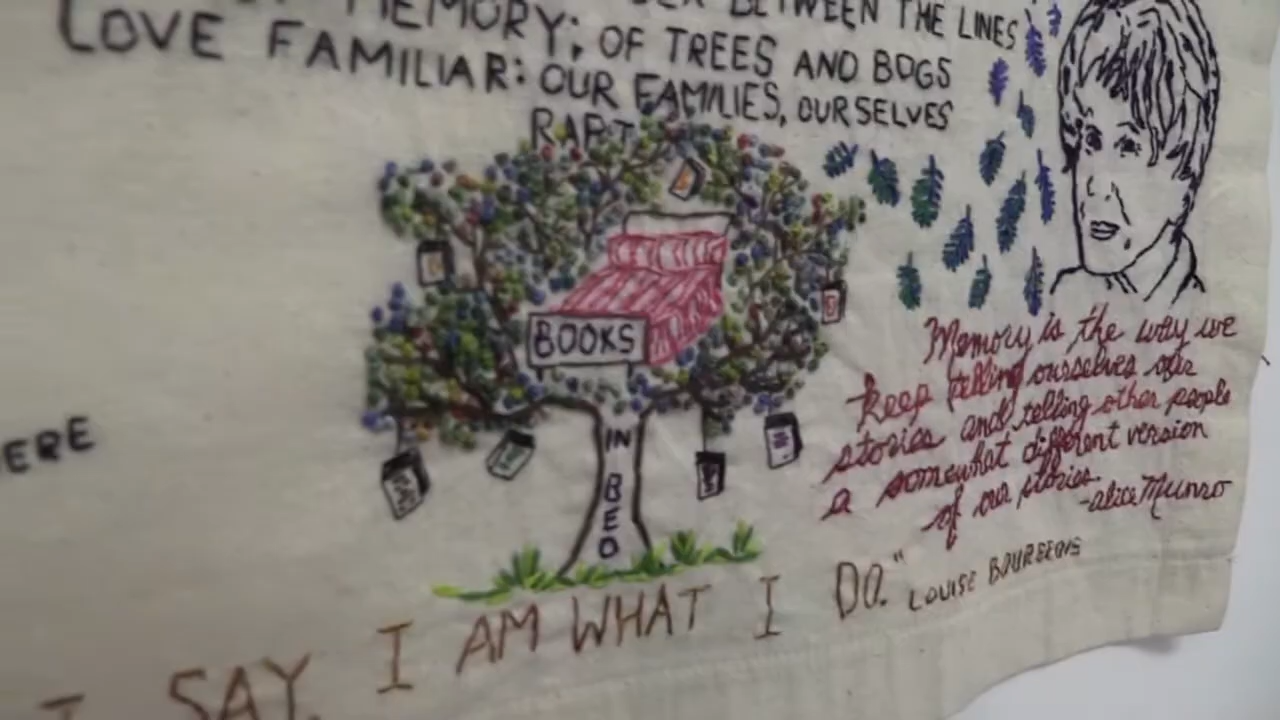 MEMORY; BETWEEN THE LINES
LOVE FAMILIAR: OF TREES AND BOGS
OUR FAMILIES, OURSELVES
BOOKS
IN
BED
ERE
Memory is the way we
keep telling ourselves our
stories and telling other people
a somewhat different version
of our stories
-Alice Munro
I SAY. I AM WHAT I DO."
LOUISE BOURGEOIS